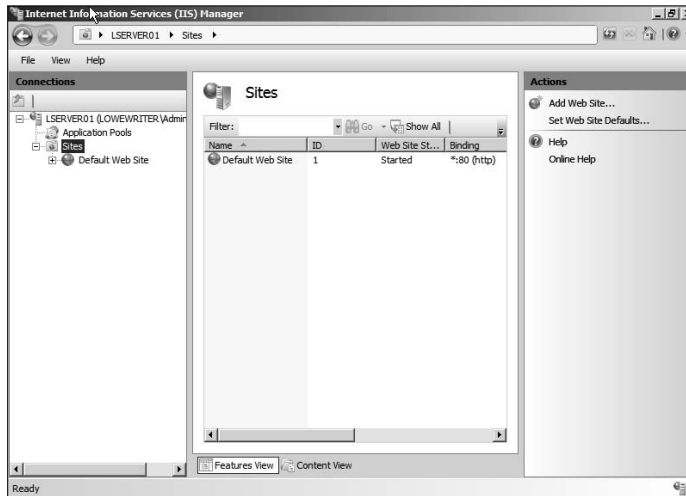 Internet Information Services (IIS) Manager
LSERVER01 Sites
File View Help
Connections
LSERVER01 (LOWEWRITER\Admin
Application Pools
Sites
Default Web Site
Sites
Filter: Go Show All
Name ID Web Site St... Binding
Default Web Site 1 Started *:80 (http)
Features View Content View
Actions
Add Web Site...
Set Web Site Defaults...
Help
Online Help
Ready